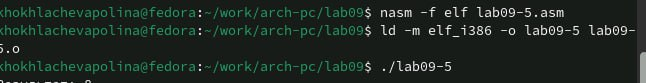 khokhlachevapolina@fedora:~/work/arch-pc/lab09$ nasm -f elf lab09-5.asm
khokhlachevapolina@fedora:~/work/arch-pc/lab09$ ld -m elf_i386 -o lab09-5 lab09-
5.o
khokhlachevapolina@fedora:~/work/arch-pc/lab09$ ./lab09-5